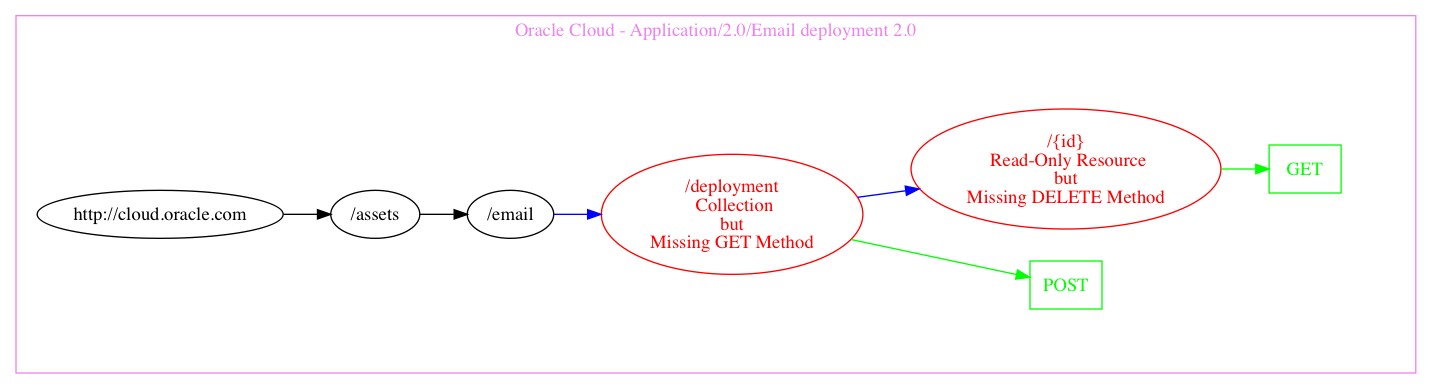 Oracle Cloud - Application/2.0/Email deployment 2.0
http://cloud.oracle.com
/assets
/email
/deployment
Collection
but
Missing GET Method
/{id}
Read-Only Resource
but
Missing DELETE Method
GET
POST